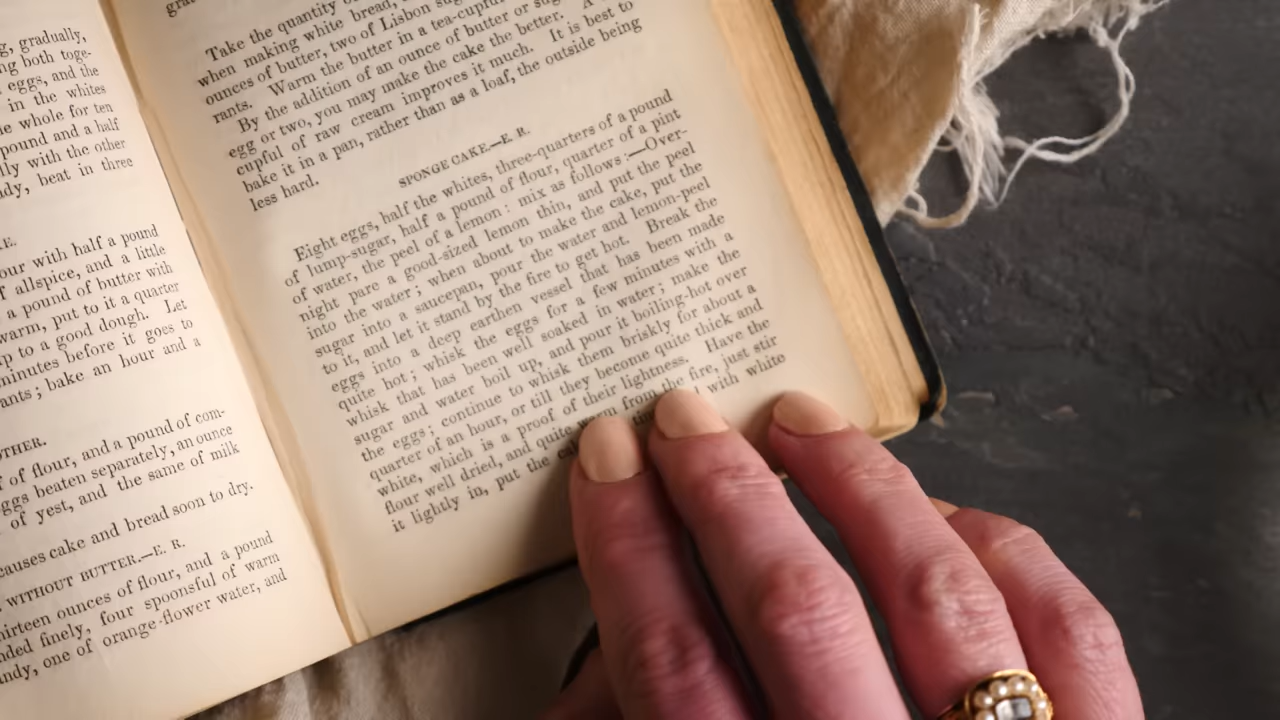 g, gradually,
ng both toge-
eggs, and the
in the whites
e whole for ten
pound and a half
lly with the other
dy, beat in three
E.
our with half a pound
allspice, and a little
a pound of butter with
warm, put to it a quarter
up to a good dough. Let
minutes before it goes to
ants; bake an hour and a
THER.
of flour, and a pound of com-
ggs beaten separately, an ounce
of yest, and the same of milk
causes cake and bread soon to dry.
WITHOUT BUTTER.—E. R.
hirteen ounces of flour, and a pound
nded finely, four spoonsful of warm
ndy, one of orange-flower water, and
Take the quantity o
when making white bread,
ounces of butter, two of Lisbon sug
rants. Warm the butter in a tea-cupful
By the addition of an ounce of butter or sug
egg or two, you may make the cake the better. A
cupful of raw cream improves it much. It is best to
bake it in a pan, rather than as a loaf, the outside being
less hard.
SPONGE CAKE.—E. R.
Eight eggs, half the whites, three-quarters of a pound
of lump-sugar, half a pound of flour, quarter of a pint
of water, the peel of a lemon: mix as follows:—Over-
night pare a good-sized lemon thin, and put the peel
into the water; when about to make the cake, put the
sugar into a saucepan, pour the water and lemon-peel
to it, and let it stand by the fire to get hot. Break the
eggs into a deep earthen vessel that has been made
quite hot; whisk the eggs for a few minutes with a
whisk that has been well soaked in water; make the
sugar and water boil up, and pour it boiling-hot over
the eggs; continue to whisk them briskly for about a
quarter of an hour, or till they become quite thick and
white, which is a proof of their lightness. Have the
flour well dried, and quite warm from the fire, just stir
it lightly in, put the with white